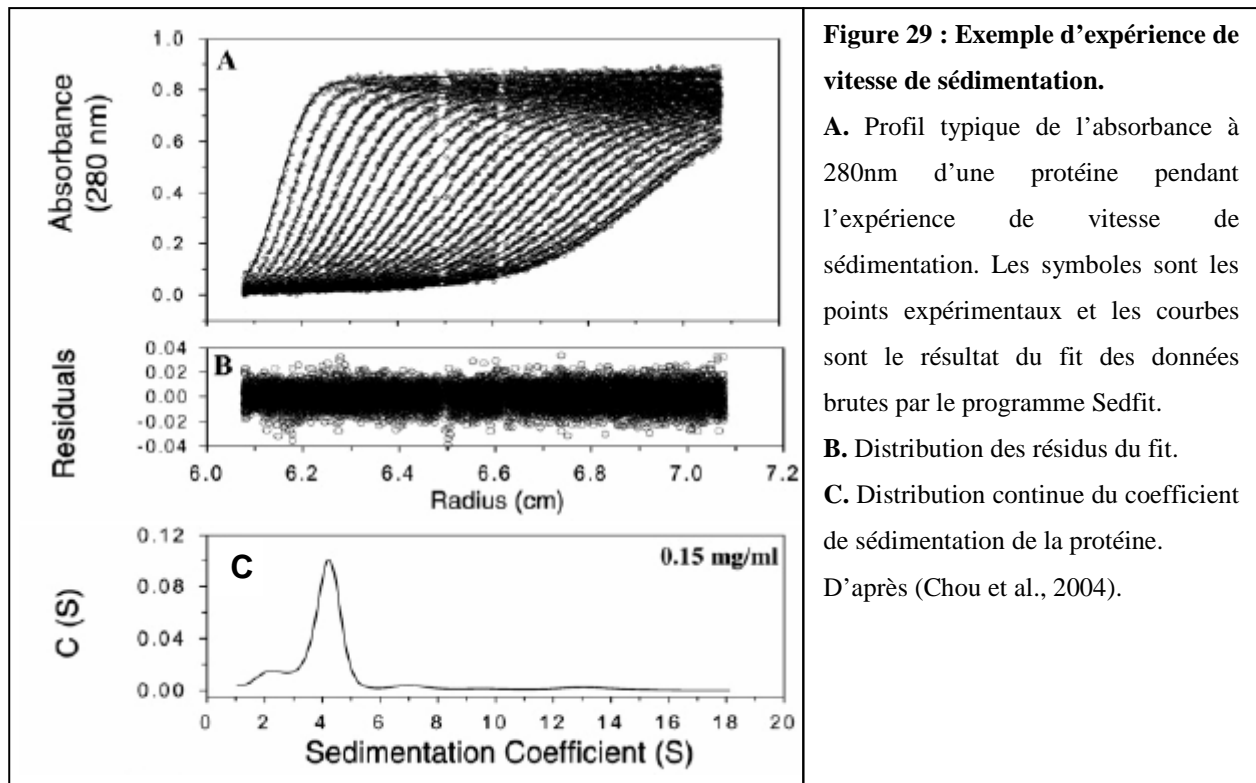 1.0
A
0.8
0.6
0.4
0.2
0.0
Absorbance
(280 nm)
0.04
B
0.02
0.00
-0.02
-0.04
Residuals
6.0 6.2 6.4 6.6 6.8 7.0 7.2
Radius (cm)
0.12
C
0.15 mg/ml
0.08
0.04
0.00
C (S)
0 2 4 6 8 10 12 14 16 18 20
Sedimentation Coefficient (S)
Figure 29 : Exemple d’expérience de
vitesse de sédimentation.
A. Profil typique de l’absorbance à
280nm d’une protéine pendant
l’expérience de vitesse de
sédimentation. Les symboles sont les
points expérimentaux et les courbes
sont le résultat du fit des données
brutes par le programme Sedfit.
B. Distribution des résidus du fit.
C. Distribution continue du coefficient
de sédimentation de la protéine.
D’après (Chou et al., 2004).